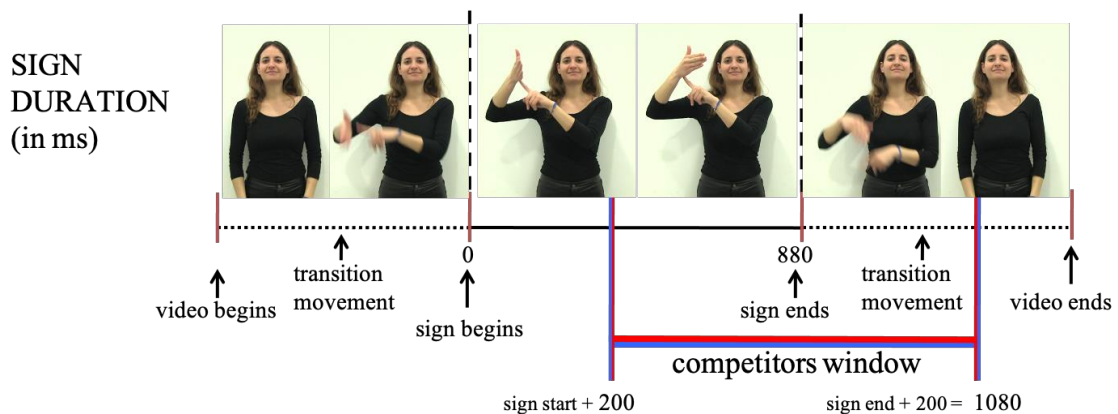 SIGN
DURATION
(in ms)
0
880
transition
movement
transition
movement
video begins
sign begins
sign ends
video ends
competitors window
sign start + 200
sign end + 200 = 1080